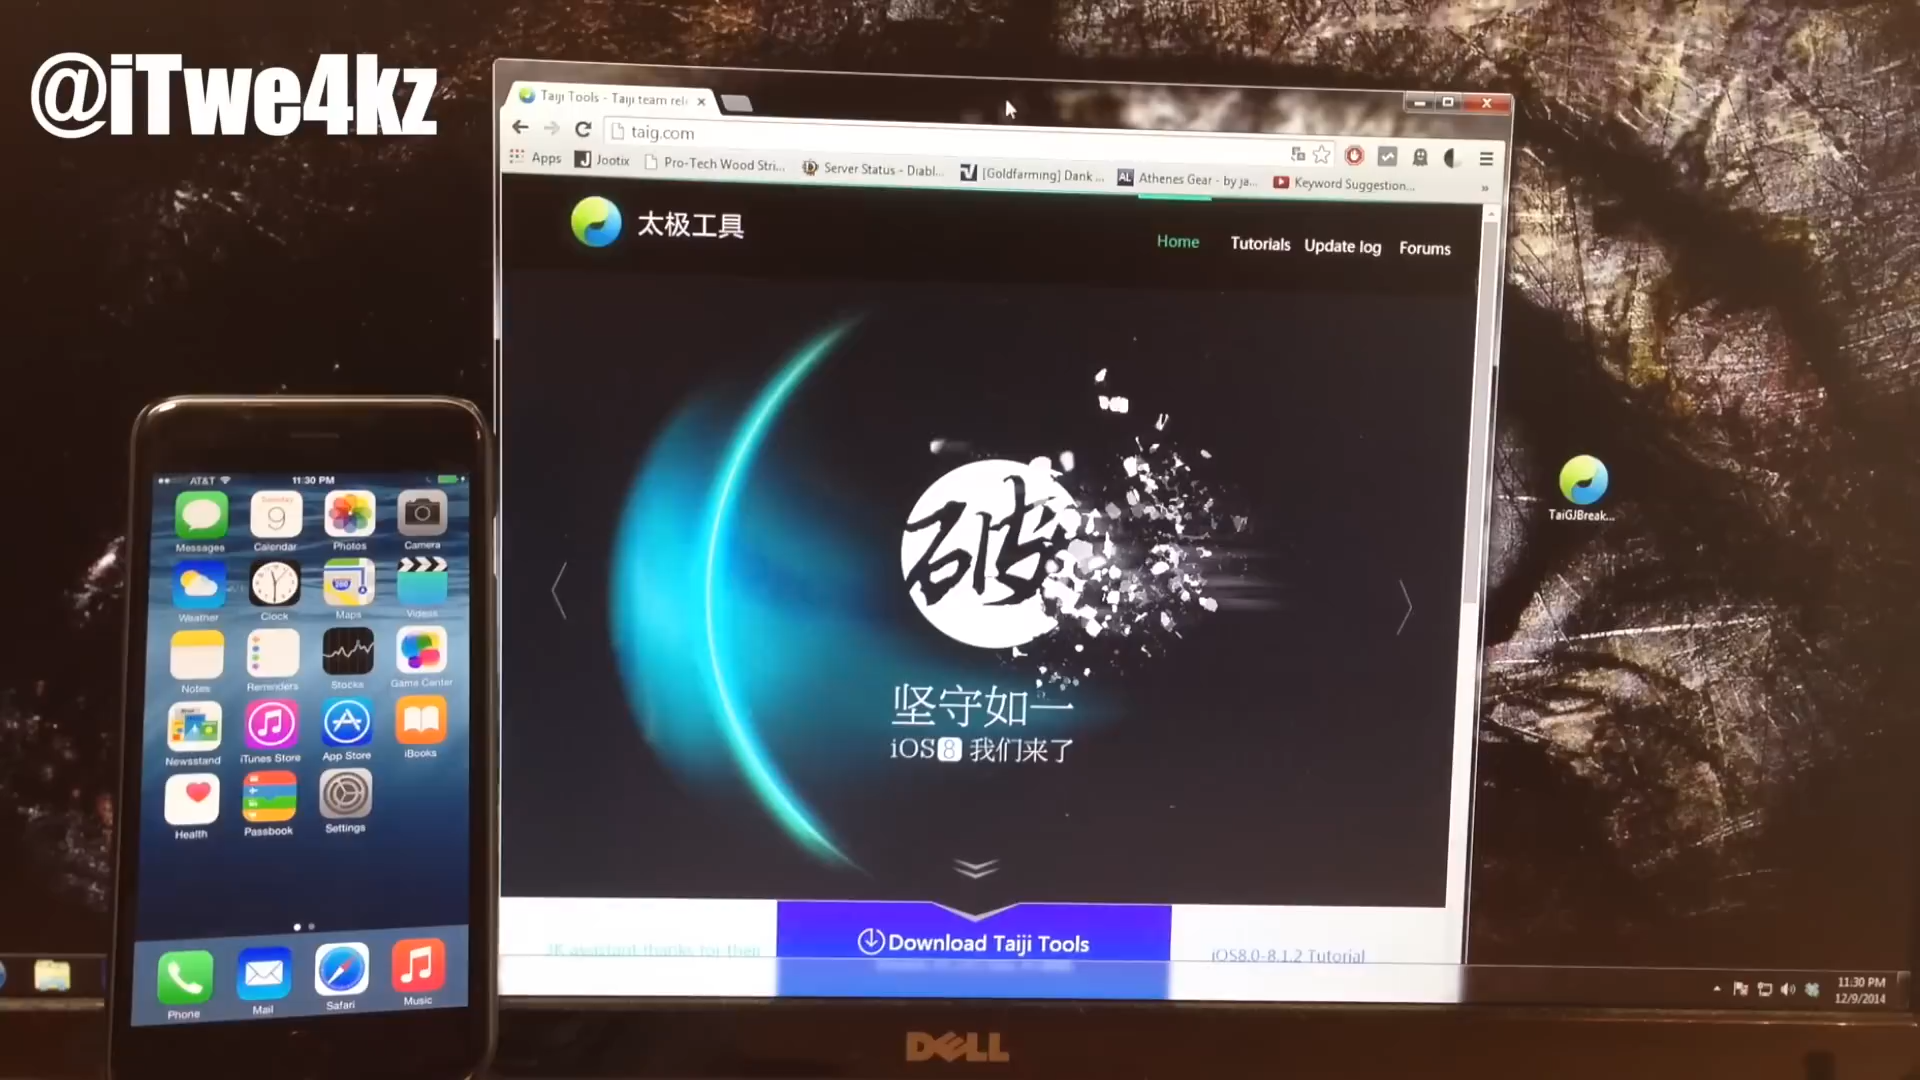 @iTwe4kz
Taiji Tools - Taiji team rel
taig.com
Apps
Jootix
Pro-Tech Wood Stri...
Server Status - Diabl...
[Goldfarming] Dank ...
AL
Athenes Gear - by ja...
Keyword Suggestion...
太极工具
Home
Tutorials
Update log
Forums
破
坚守如一
iOS8 我们来了
Download Taiji Tools
iOS8.0-8.1.2 Tutorial
TaiGJBreak...
11:30 PM
12/9/2014
DELL
AT&T
11:30 PM
Tuesday
9
Messages
Calendar
Photos
Camera
Weather
Clock
Maps
Videos
Notes
Reminders
Stocks
Game Center
Newsstand
iTunes Store
App Store
iBooks
Health
Passbook
Settings
Phone
Mail
Safari
Music